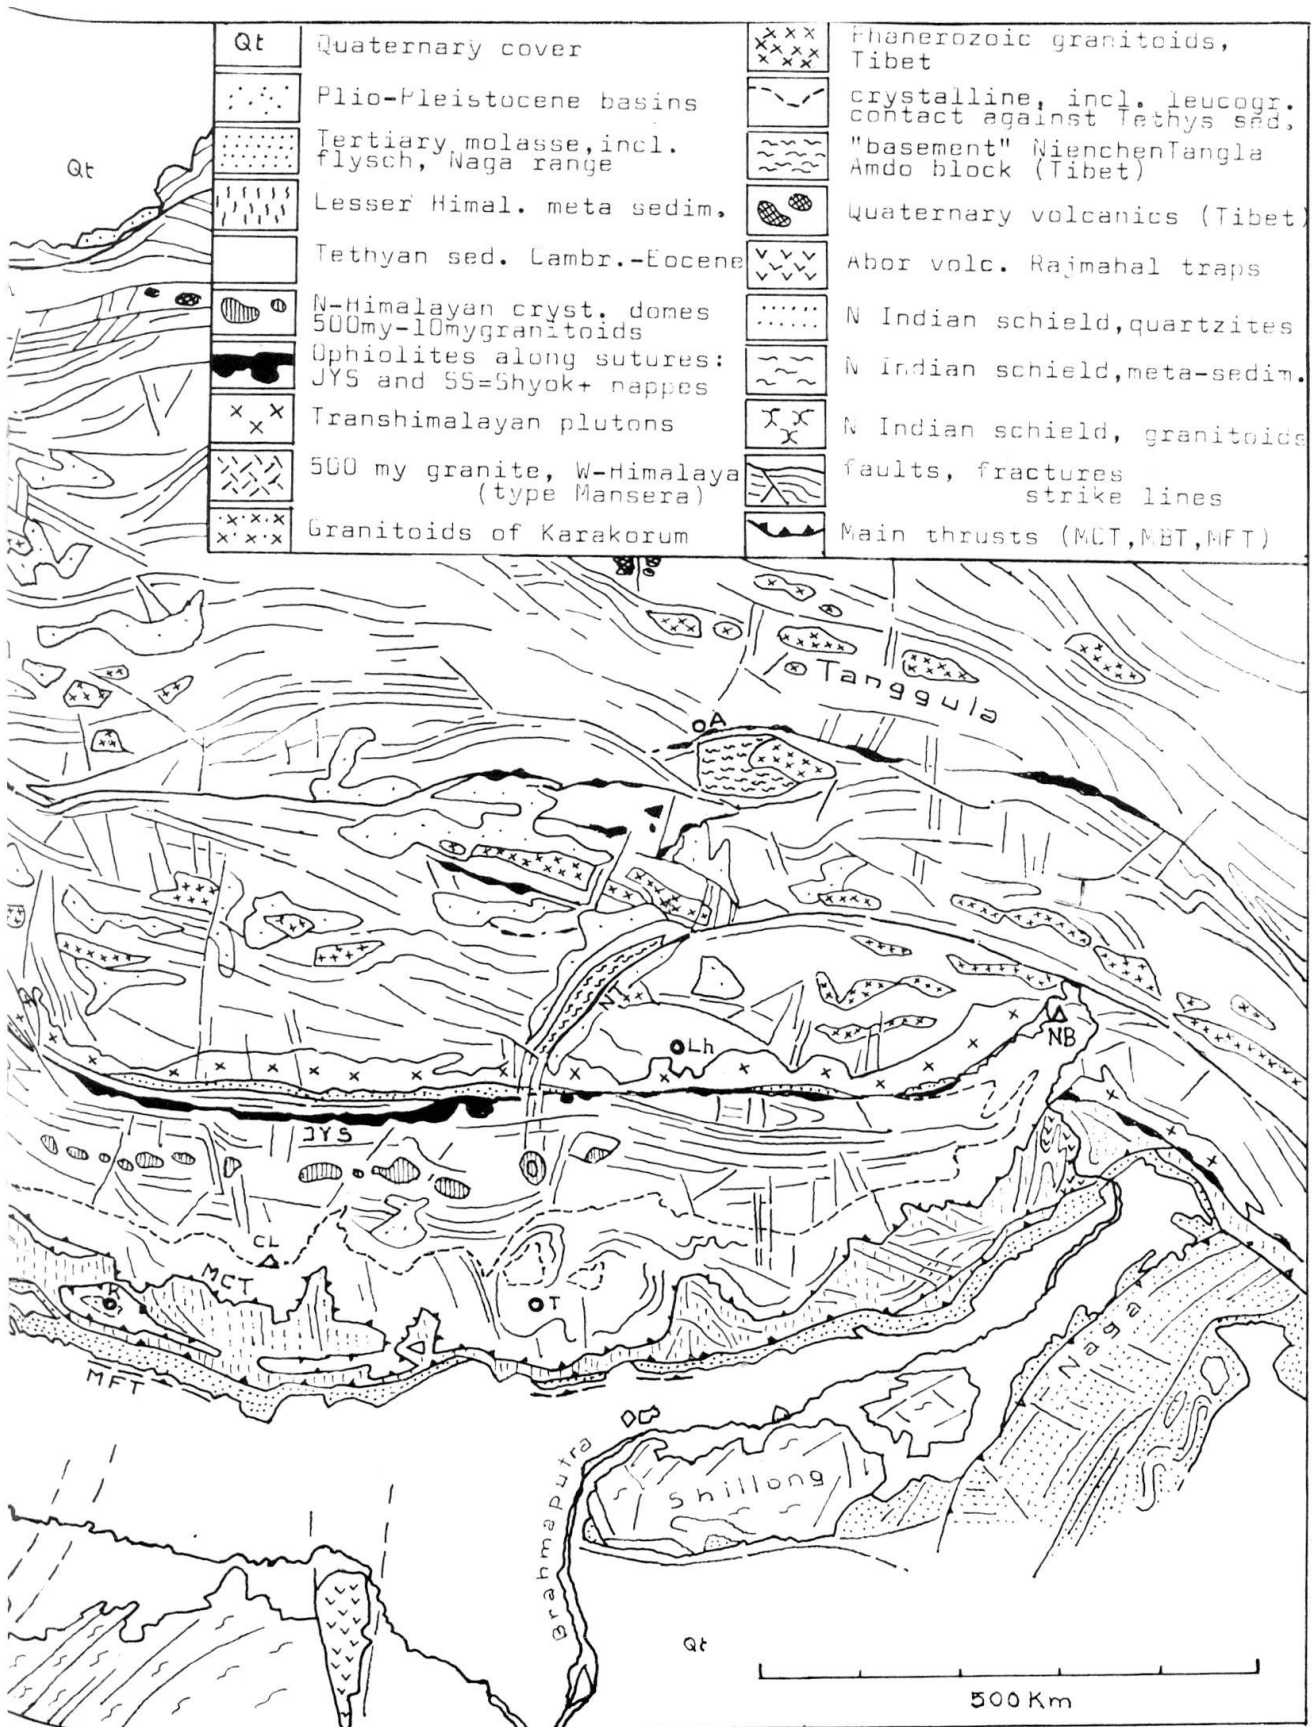 Qt
Quaternary cover
Plio-Pleistocene basins
Tertiary molasse, incl.
flysch, Naga range
Lesser Himal. meta sedim.
Tethyan sed. Cambr.-Eocene
N-Himalayan cryst. domes
500my-10mygranitoids
Ophiolites along sutures:
JYS and SS=Shyok+ nappes
Transhimalayan plutons
500 my granite, W-Himalaya
(type Mansera)
Granitoids of Karakorum
Phanerozoic granitoids,
Tibet
crystalline, incl. leucogr.
contact against Tethys sed.
"basement" NienchenTangla
Amdo block (Tibet)
Quaternary volcanics (Tibet)
Abor volc. Rajmahal traps
N Indian schield, quartzites
N Indian schield, meta-sedim.
N Indian schield, granitoids
faults, fractures
strike lines
Main thrusts (MCT, MBT, MFT)
Qt
Tanggula
A
NT
Lh
NB
JYS
CL
MCT
K
T
MFT
Naga
Shillong
Brahmaputra
Qt
500 Km